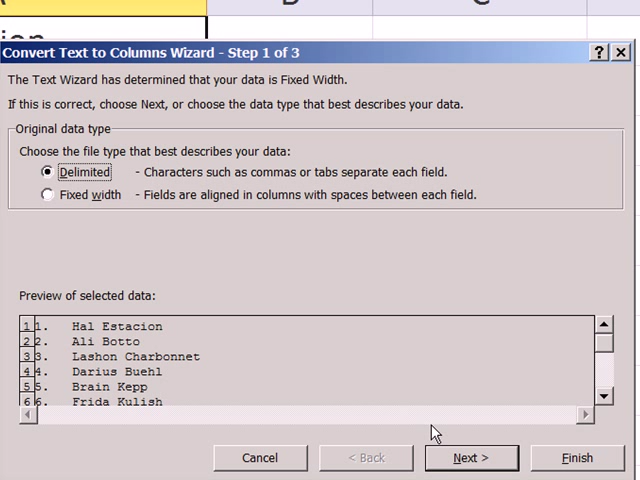 Convert Text to Columns Wizard - Step 1 of 3
The Text Wizard has determined that your data is Fixed Width.
If this is correct, choose Next, or choose the data type that best describes your data.
Original data type
Choose the file type that best describes your data:
Delimited - Characters such as commas or tabs separate each field.
Fixed width - Fields are aligned in columns with spaces between each field.
Preview of selected data:
1 1. Hal Estacion
2 2. Ali Botto
3 3. Lashon Charbonnet
4 4. Darius Buehl
5 5. Brain Kepp
6 6. Frida Kulish
Cancel < Back Next > Finish